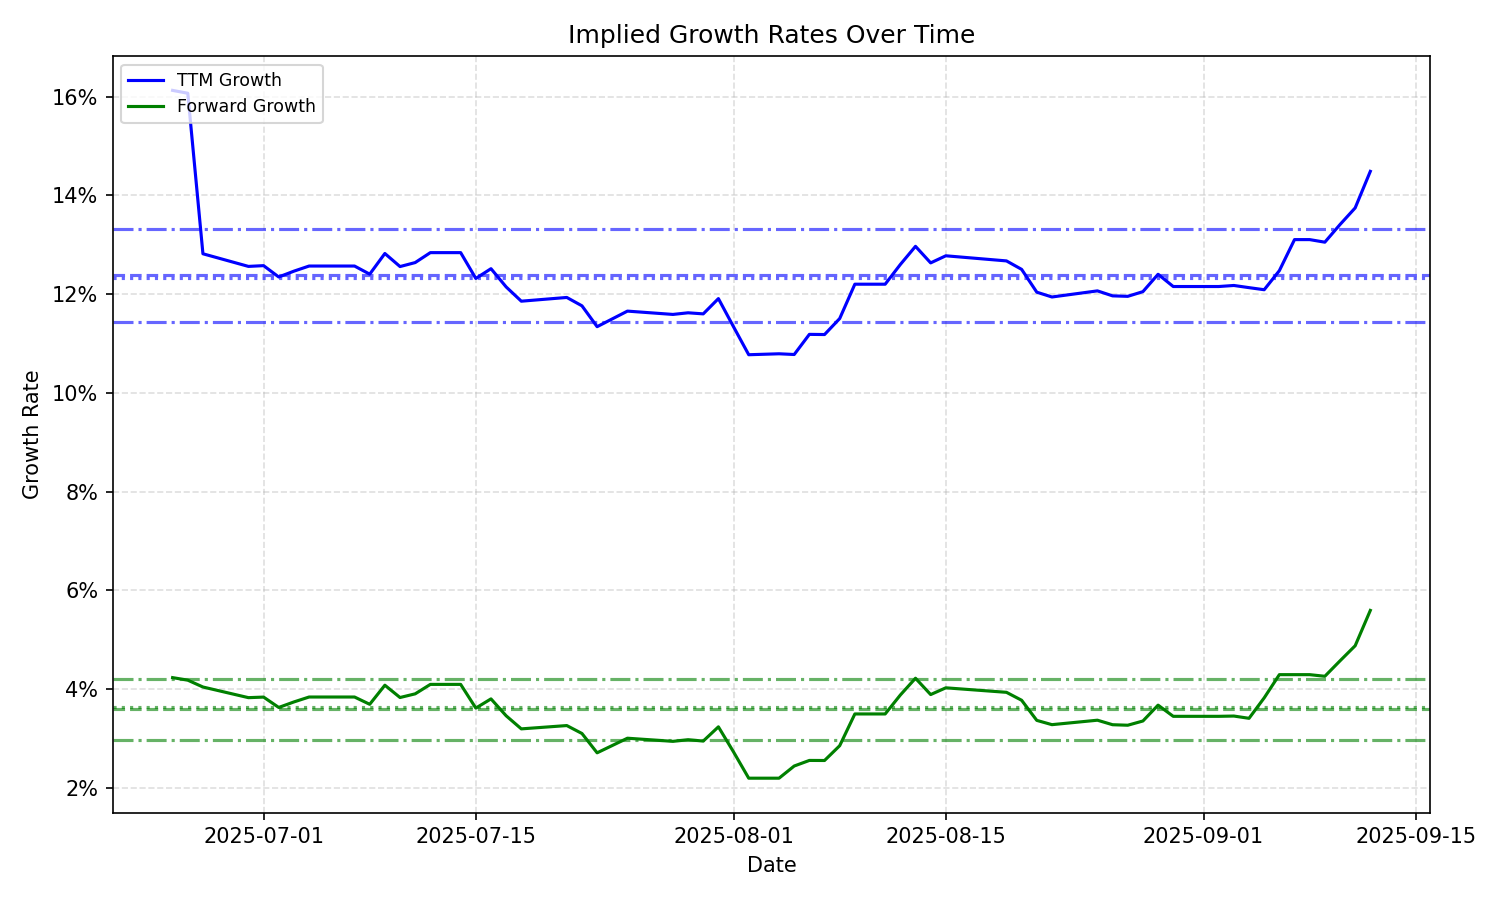 Implied Growth Rates Over Time
TTM Growth
Forward Growth
Growth Rate
16%
14%
12%
10%
8%
6%
4%
2%
2025-07-01
2025-07-15
2025-08-01
2025-08-15
2025-09-01
2025-09-15
Date